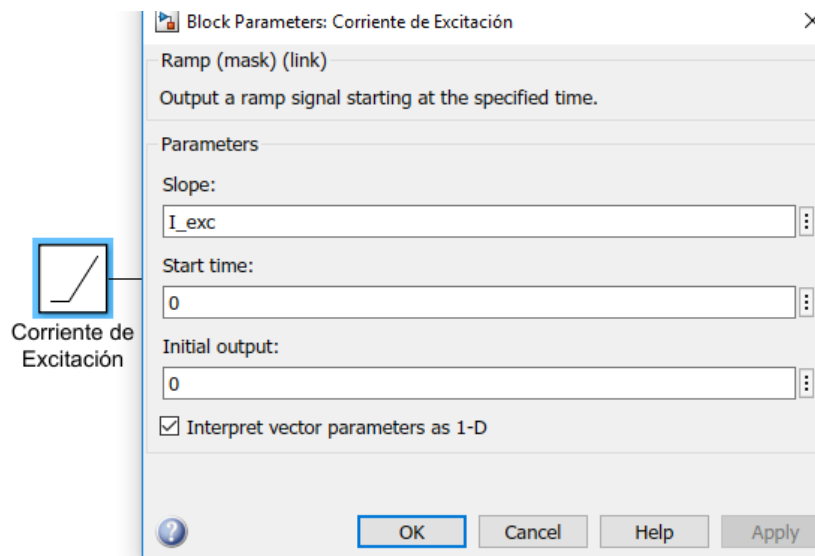 Block Parameters: Corriente de Excitación
Ramp (mask) (link)
Output a ramp signal starting at the specified time.
Parameters
Slope:
I_exc
Start time:
0
Initial output:
0
Interpret vector parameters as 1-D
OK Cancel Help Apply
Corriente de
Excitación